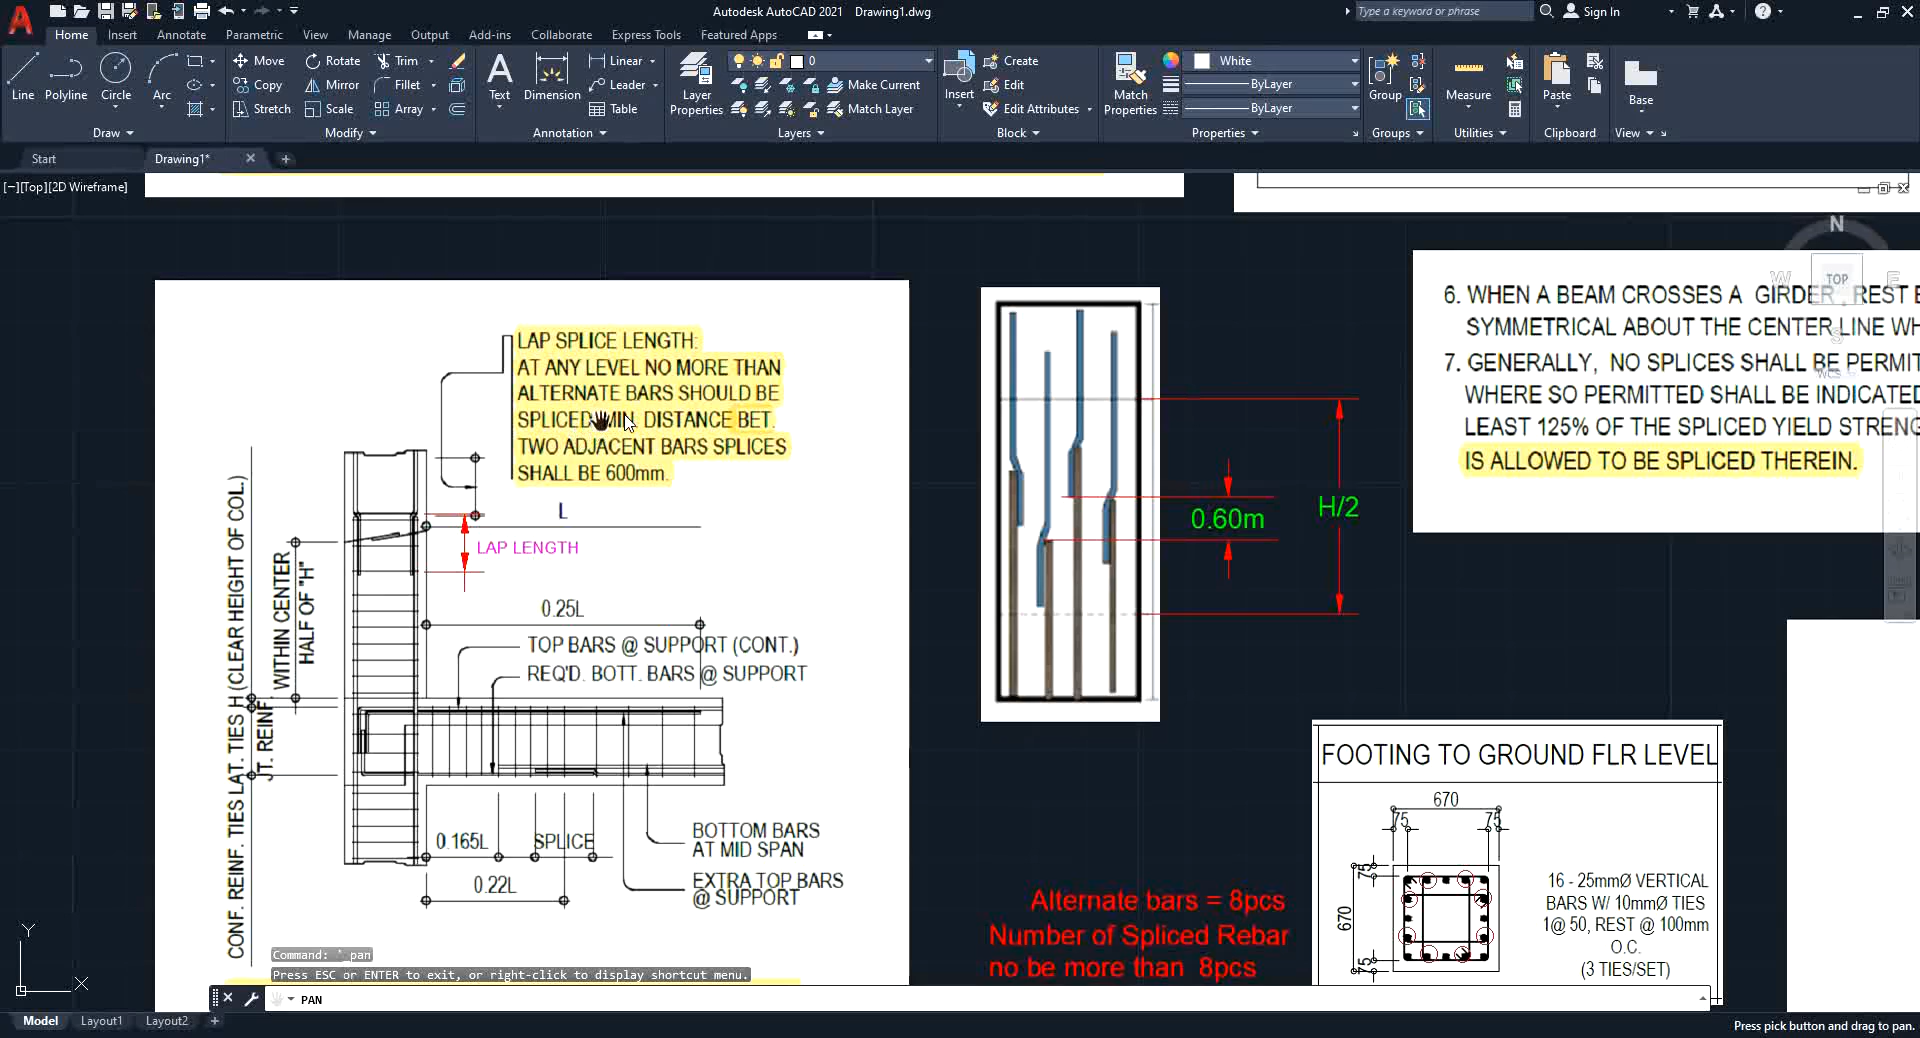 Autodesk AutoCAD 2021 Drawing1.dwg
Type a keyword or phrase
Sign In
Home Insert Annotate Parametric View Manage Output Add-ins Collaborate Express Tools Featured Apps
Line Polyline Circle Arc
Move Rotate Trim
Copy Mirror Fillet
Stretch Scale Array
Text Dimension
Linear
Leader
Table
Layer Properties
0
Make Current
Match Layer
Insert
Create
Edit
Edit Attributes
Match Properties
White
ByLayer
ByLayer
Group
Measure
Paste
Base
Draw Modify Annotation Layers Block Properties Groups Utilities Clipboard View
Start Drawing1*
[−][Top][2D Wireframe]
N
W TOP E
S
WCS
LAP SPLICE LENGTH:
AT ANY LEVEL NO MORE THAN
ALTERNATE BARS SHOULD BE
SPLICED MIN. DISTANCE BET.
TWO ADJACENT BARS SPLICES
SHALL BE 600mm.
L
LAP LENGTH
0.25L
TOP BARS @ SUPPORT (CONT.)
REQ'D. BOTT. BARS @ SUPPORT
CONF. REINF. TIES LAT. TIES H (CLEAR HEIGHT OF COL.)
JT. REINF.
WITHIN CENTER
HALF OF "H"
0.165L SPLICE
0.22L
BOTTOM BARS
AT MID SPAN
EXTRA TOP BARS
@ SUPPORT
0.60m
H/2
6. WHEN A BEAM CROSSES A GIRDER, REST
SYMMETRICAL ABOUT THE CENTER LINE
7. GENERALLY, NO SPLICES SHALL BE
WHERE SO PERMITTED SHALL BE INDICATED
LEAST 125% OF THE SPLICED YIELD
IS ALLOWED TO BE SPLICED THEREIN.
FOOTING TO GROUND FLR LEVEL
670
75 75
75
670
75
16 - 25mmØ VERTICAL
BARS W/ 10mmØ TIES
1@ 50, REST @ 100mm
O.C.
(3 TIES/SET)
Alternate bars = 8pcs
Number of Spliced Rebar
no be more than 8pcs
Command: '_pan
Press ESC or ENTER to exit, or right-click to display shortcut menu.
PAN
Y
X
Model Layout1 Layout2
Press pick button and drag to pan.